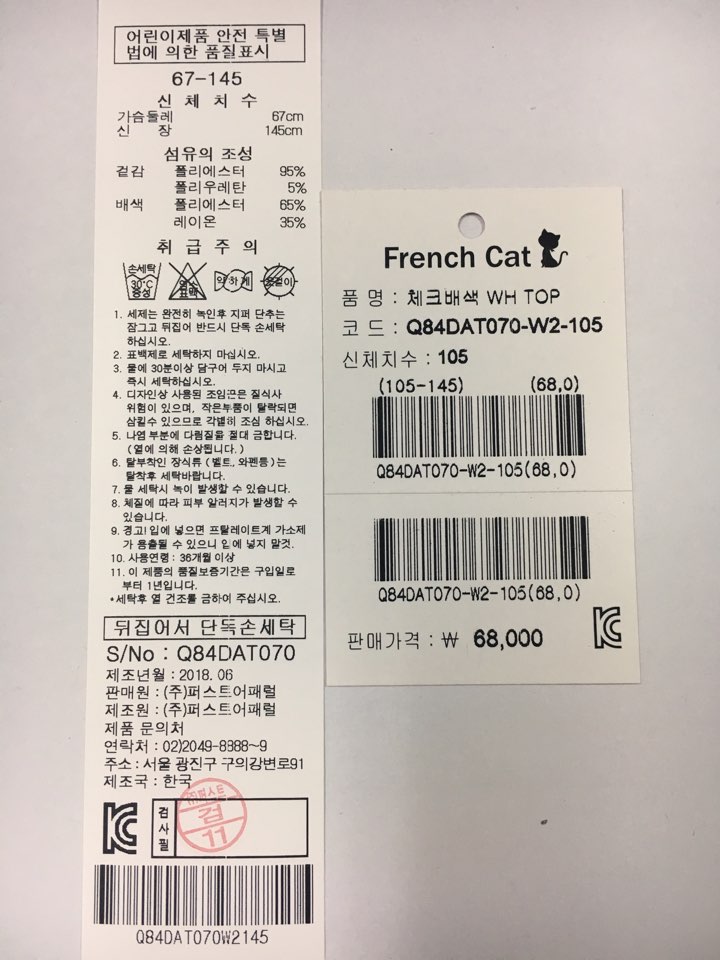 어린이제품 안전 특별
법에 의한 품질표시
67-145
신 체 치 수
가슴둘레 67cm
신 장 145cm
섬유의 조성
겉감 폴리에스터 95%
폴리우레탄 5%
배색 폴리에스터 65%
레이온 35%
취 급 주 의
손세탁
30°C
중성
염소
표백
약하게
옷걸이
1. 세제는 완전히 녹인후 지퍼 단추는
잠그고 뒤집어 반드시 단독 손세탁
하십시오.
2. 표백제로 세탁하지 마십시오.
3. 물에 30분이상 담구어 두지 마시고
즉시 세탁하십시오.
4. 디자인상 사용된 조임끈은 질식사
위험이 있으며, 작은부품이 탈락되면
삼킬수 있으므로 각별히 조심 하십시오.
5. 나염 부분에 다림질을 절대 금합니다.
(열에 의해 손상됩니다.)
6. 탈부착인 장식류 (벨트, 와펜등)는
탈착후 세탁바랍니다.
7. 물 세탁시 녹이 발생할 수 있습니다.
8. 체질에 따라 피부 알러지가 발생할 수
있습니다.
9. 경고! 입에 넣으면 프탈레이트계 가소제
가 용출될 수 있으니 입에 넣지 말것.
10. 사용연령 : 36개월 이상
11. 이 제품의 품질보증기간은 구입일로
부터 1년입니다.
*세탁후 열 건조를 금하여 주십시오.
뒤집어서 단독손세탁
S/No : Q84DAT070
제조년월 : 2018. 06
판매원 : (주)퍼스트어패럴
제조원 : (주)퍼스트어패럴
제품 문의처
연락처 : 02)2049-8888~9
주소 : 서울 광진구 구의강변로91
제조국 : 한국
KC
검사필
(주)퍼스트
검
11
Q84DAT070W2145
French Cat
품 명 : 체크배색 WH TOP
코 드 : Q84DAT070-W2-105
신체치수 : 105
(105-145) (68,0)
Q84DAT070-W2-105(68,0)
Q84DAT070-W2-105(68,0)
판매가격 : ₩ 68,000
KC